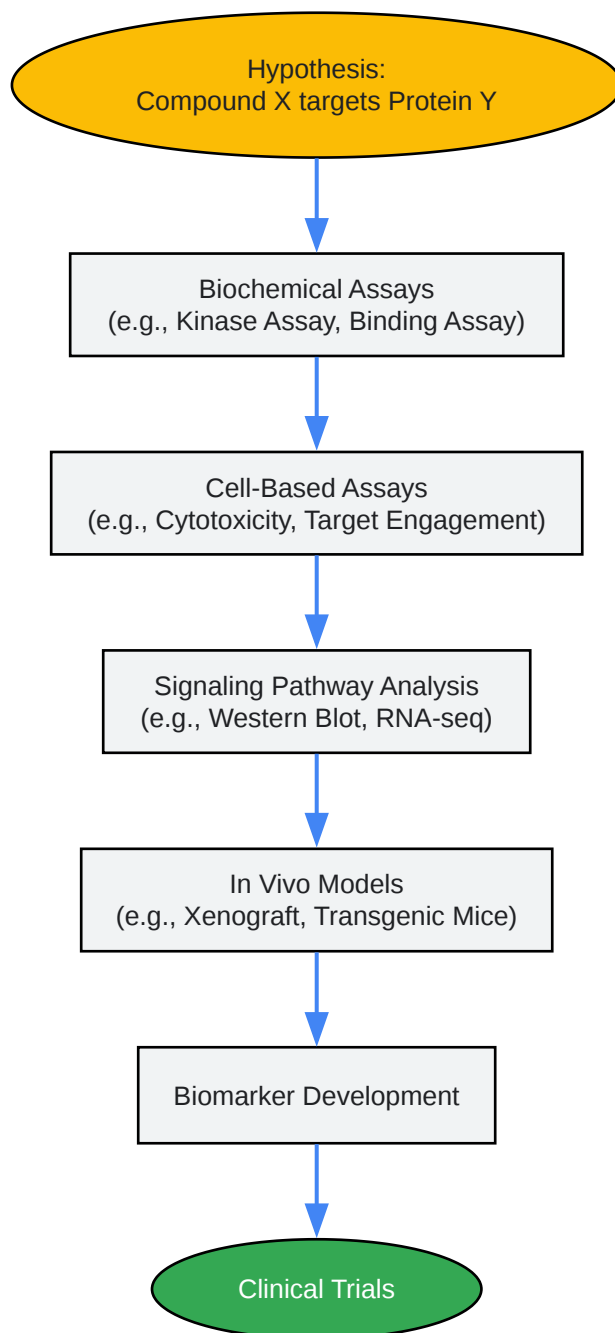 Hypothesis:
Compound X targets Protein Y
Biochemical Assays
(e.g., Kinase Assay, Binding Assay)
Cell-Based Assays
(e.g., Cytotoxicity, Target Engagement)
Signaling Pathway Analysis
(e.g., Western Blot, RNA-seq)
In Vivo Models
(e.g., Xenograft, Transgenic Mice)
Biomarker Development
Clinical Trials